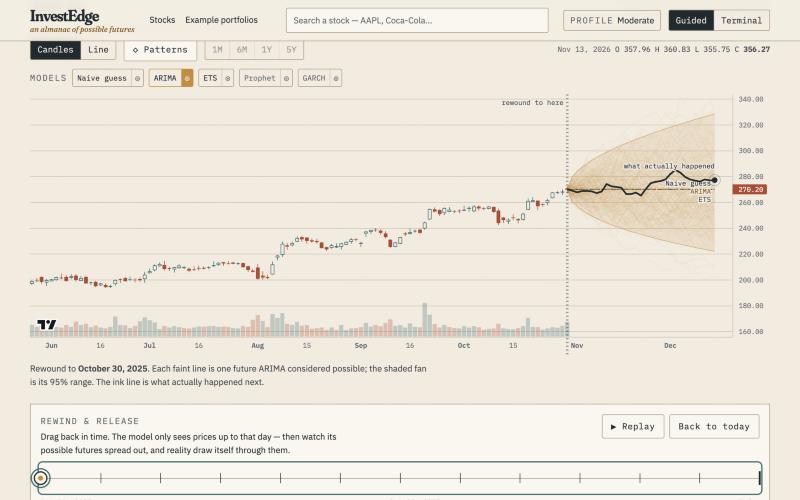 InvestEdge
an almanac of possible futures
Stocks
Example portfolios
Search a stock — AAPL, Coca-Cola...
PROFILE Moderate
Guided
Terminal
Candles
Line
◇ Patterns
1M
6M
1Y
5Y
Nov 13, 2026 O 357.96 H 360.83 L 355.75 C 356.27
MODELS
Naive guess
ARIMA
ETS
Prophet
GARCH
rewound to here
what actually happened
Naive guess
ARIMA
ETS
340.00
320.00
300.00
280.00
270.20
260.00
240.00
220.00
200.00
180.00
160.00
Jun
16
Jul
15
Aug
15
Sep
16
Oct
15
Nov
Dec
Rewound to October 30, 2025. Each faint line is one future ARIMA considered possible; the shaded fan
is its 95% range. The ink line is what actually happened next.
REWIND & RELEASE
Drag back in time. The model only sees prices up to that day — then watch its
possible futures spread out, and reality draw itself through them.
▶ Replay
Back to today